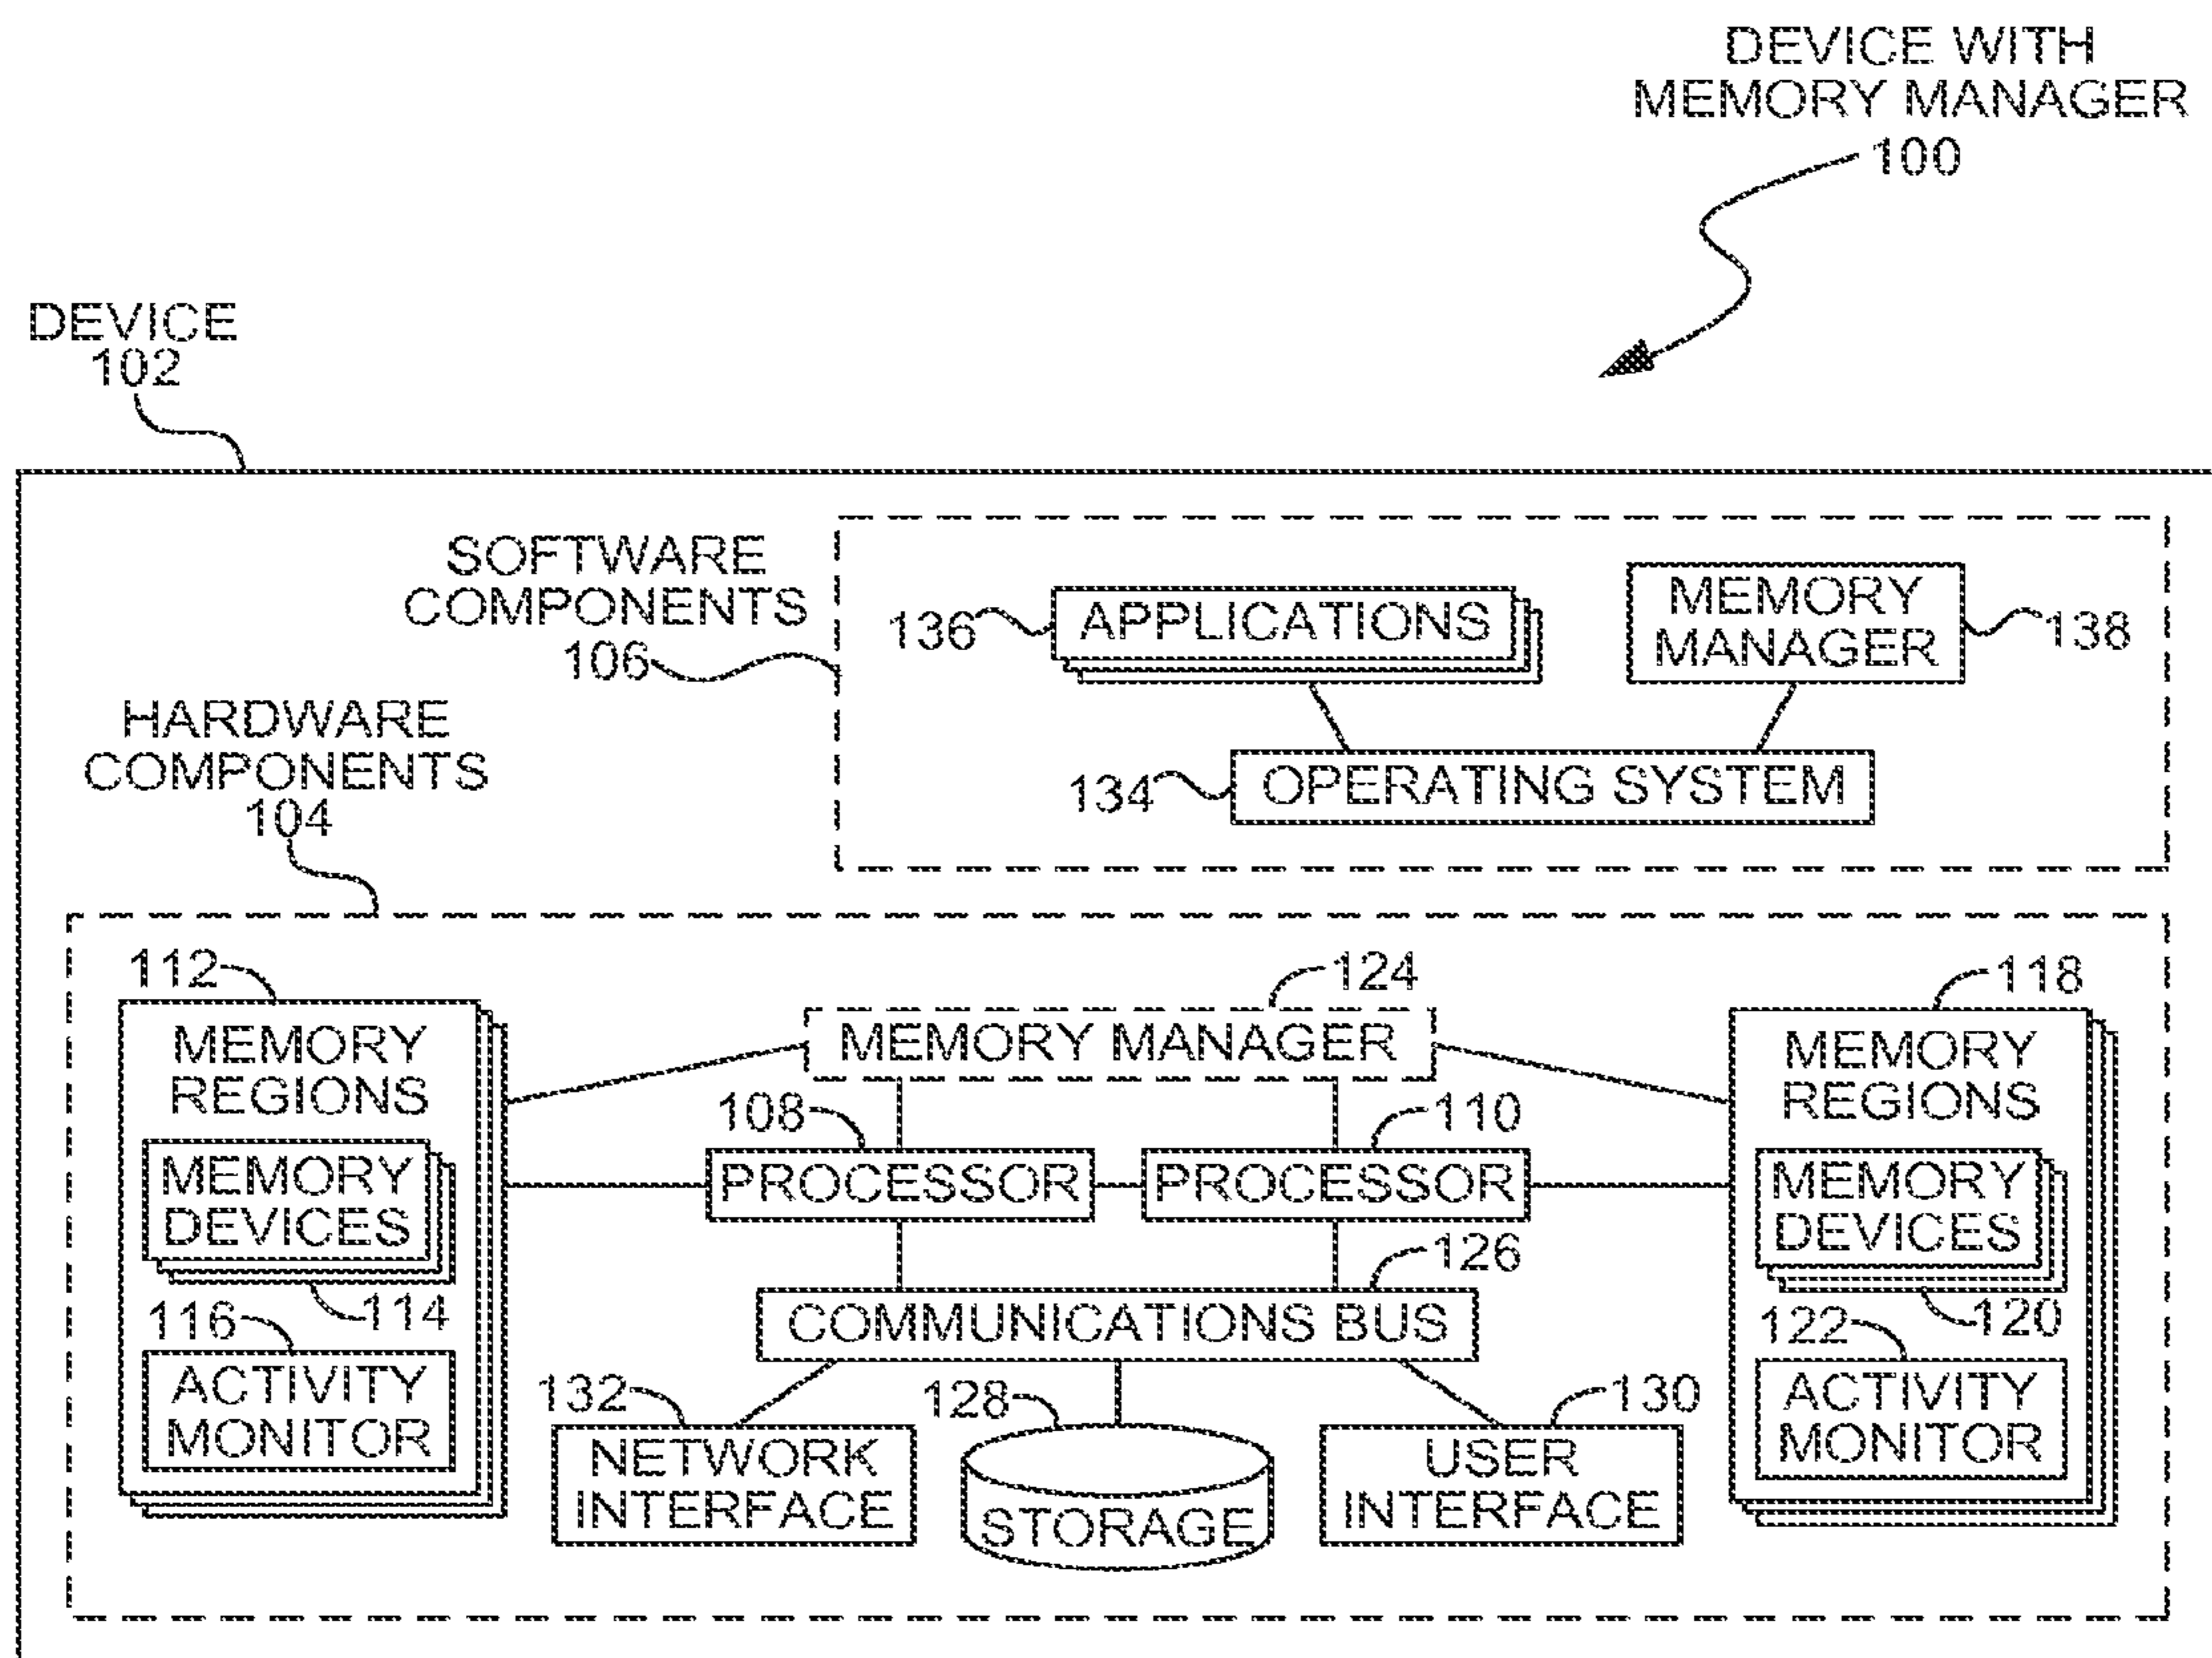 DEVICE WITH
MEMORY MANAGER
100
DEVICE
102
SOFTWARE
COMPONENTS
106
136
APPLICATIONS
MEMORY
MANAGER
138
134
OPERATING SYSTEM
HARDWARE
COMPONENTS
104
112
MEMORY
REGIONS
MEMORY
DEVICES
114
116
ACTIVITY
MONITOR
124
MEMORY MANAGER
108
PROCESSOR
110
PROCESSOR
126
COMMUNICATIONS BUS
132
NETWORK
INTERFACE
128
STORAGE
130
USER
INTERFACE
118
MEMORY
REGIONS
MEMORY
DEVICES
120
122
ACTIVITY
MONITOR